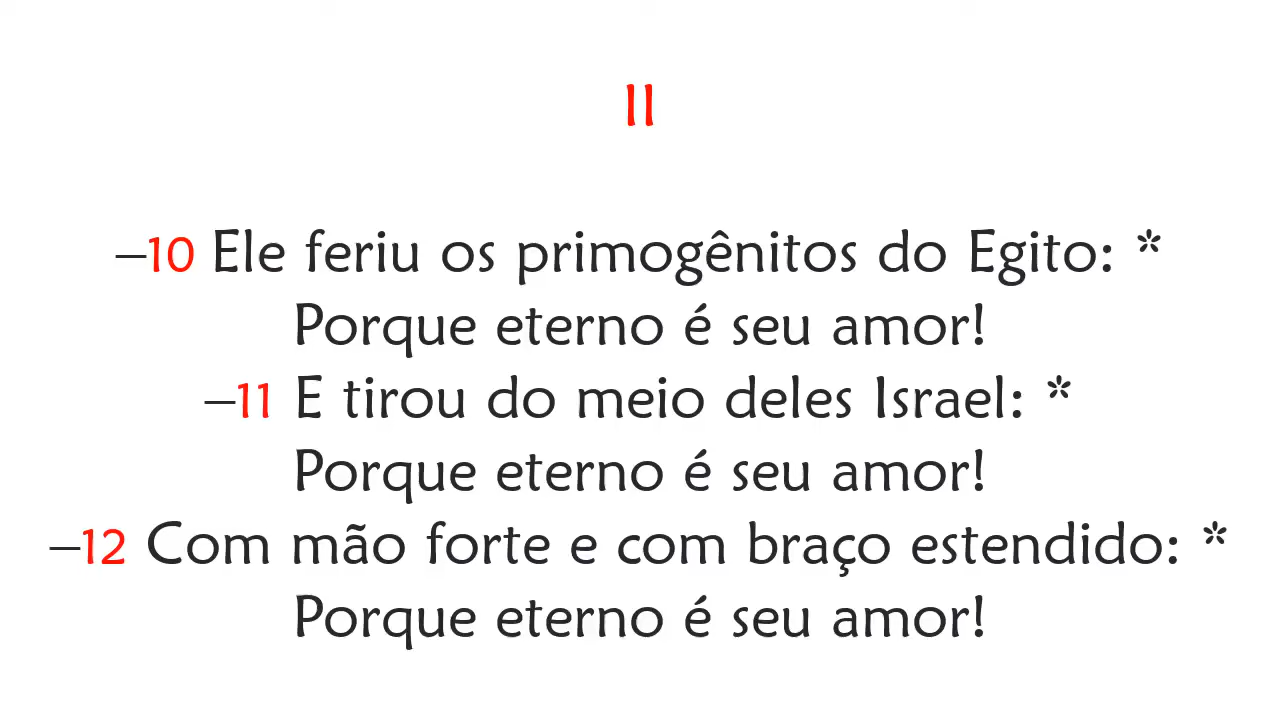 II
–10 Ele feriu os primogênitos do Egito: *
Porque eterno é seu amor!
–11 E tirou do meio deles Israel: *
Porque eterno é seu amor!
–12 Com mão forte e com braço estendido: *
Porque eterno é seu amor!